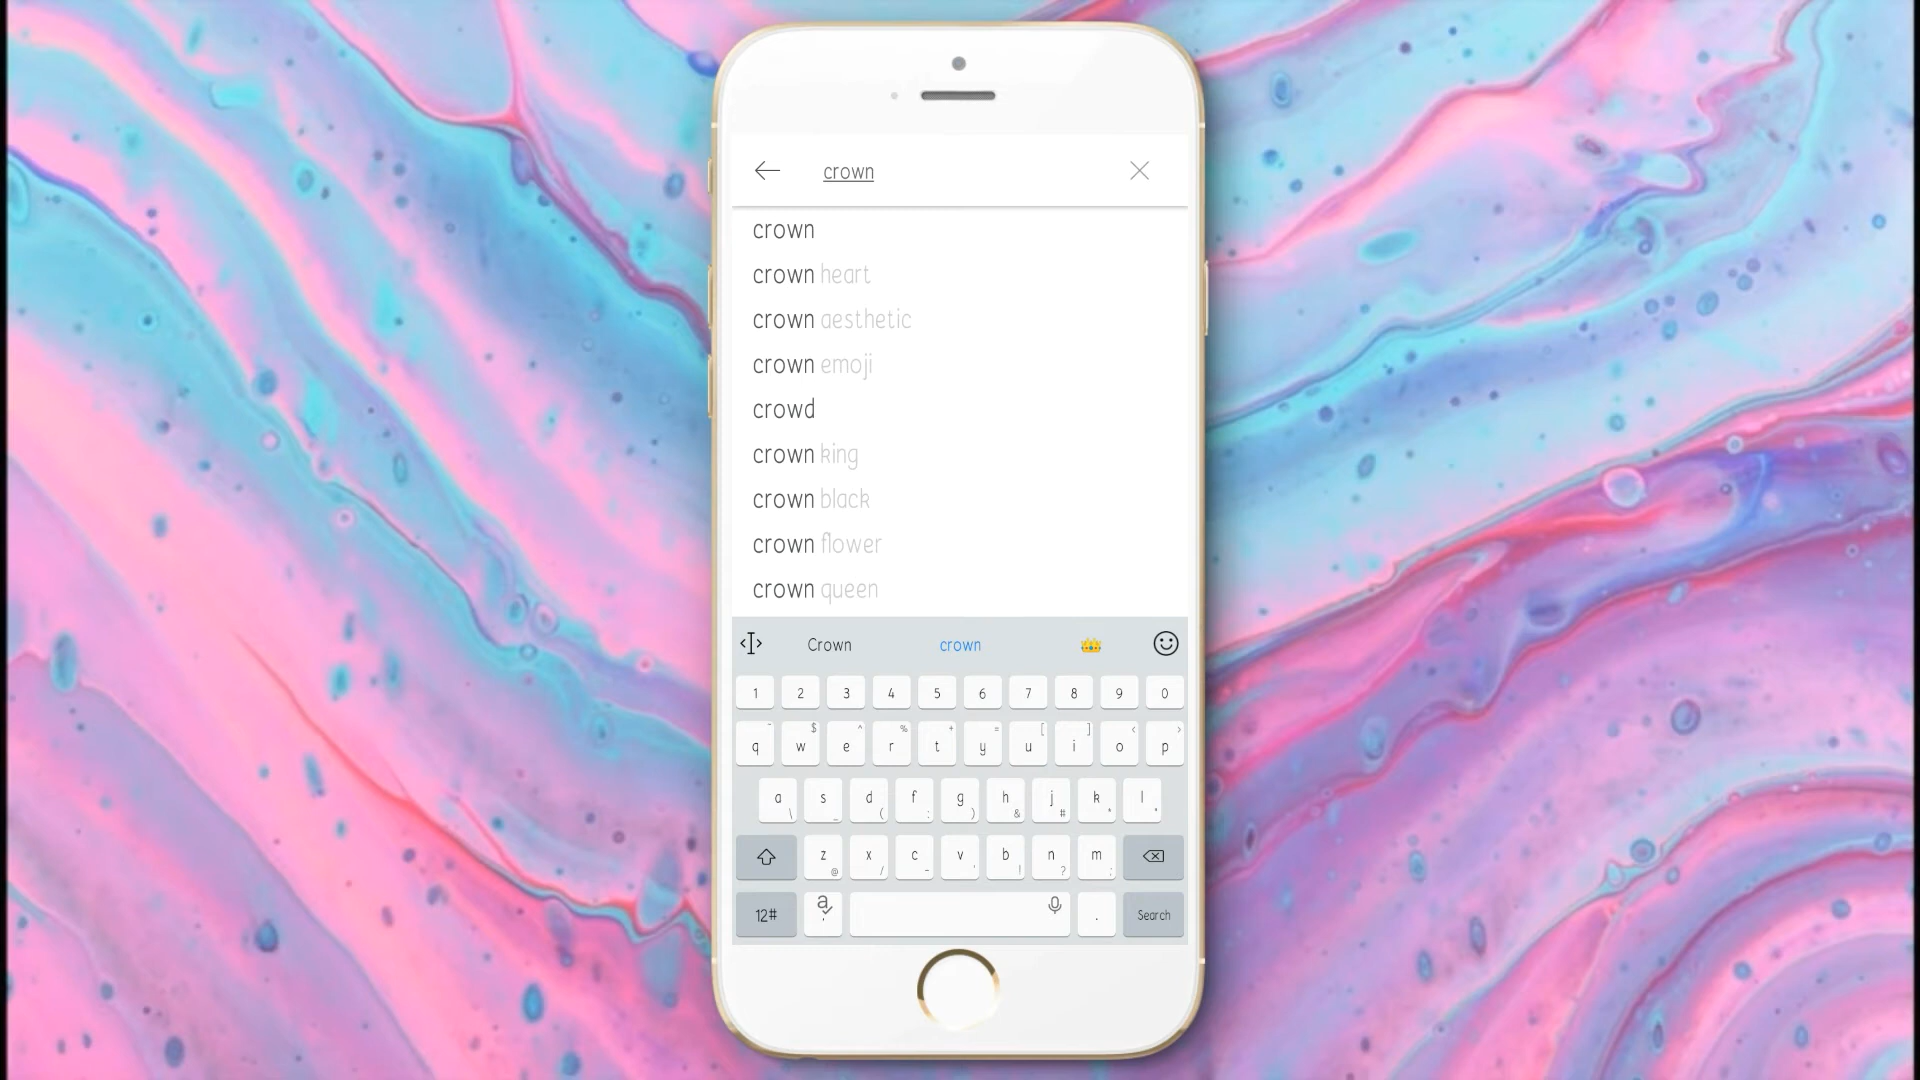 crown
crown
crown heart
crown aesthetic
crown emoji
crowd
crown king
crown black
crown flower
crown queen
Crown crown 👑
1 2 3 4 5 6 7 8 9 0
q w $ e ^ r % t + y = u [ i ] o < p >
a \ s _ d ( f : g ) h & j # k * l "
z @ x / c - v ' b ! n ? m ;
12# a , . Search